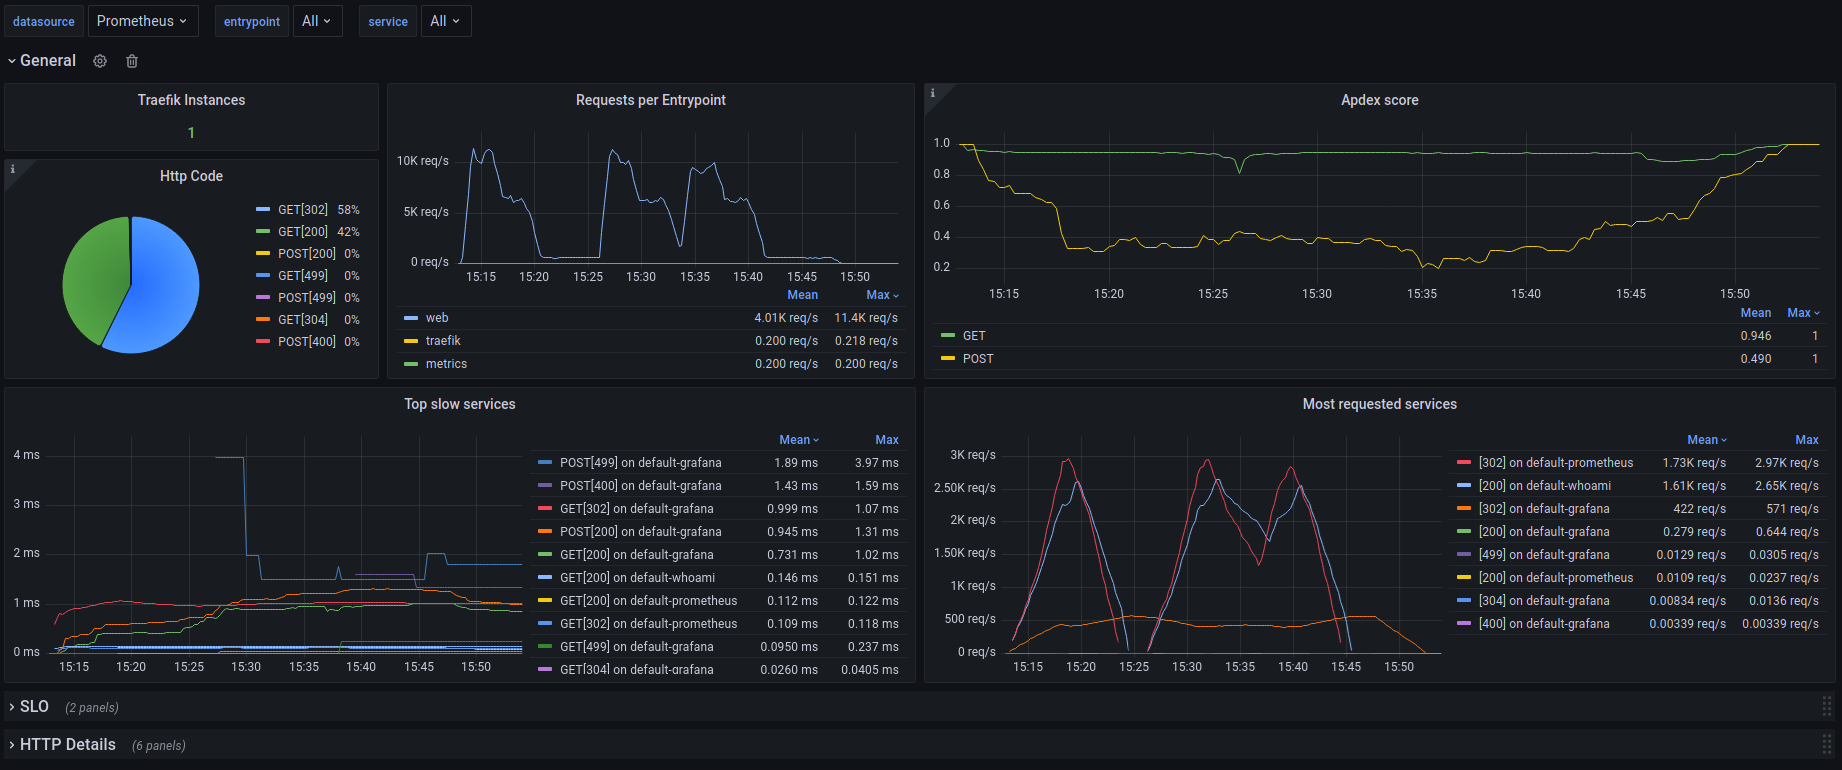 datasource Prometheus entrypoint All service All
General
Traefik Instances
1
i
Http Code
GET[302] 58%
GET[200] 42%
POST[200] 0%
GET[499] 0%
POST[499] 0%
GET[304] 0%
POST[400] 0%
Requests per Entrypoint
10K req/s
5K req/s
0 req/s
15:15 15:20 15:25 15:30 15:35 15:40 15:45 15:50
Mean Max
web 4.01K req/s 11.4K req/s
traefik 0.200 req/s 0.218 req/s
metrics 0.200 req/s 0.200 req/s
i
Apdex score
1.0
0.8
0.6
0.4
0.2
15:15 15:20 15:25 15:30 15:35 15:40 15:45 15:50
Mean Max
GET 0.946 1
POST 0.490 1
Top slow services
4 ms
3 ms
2 ms
1 ms
0 ms
15:15 15:20 15:25 15:30 15:35 15:40 15:45 15:50
Mean Max
POST[499] on default-grafana 1.89 ms 3.97 ms
POST[400] on default-grafana 1.43 ms 1.59 ms
GET[302] on default-grafana 0.999 ms 1.07 ms
POST[200] on default-grafana 0.945 ms 1.31 ms
GET[200] on default-grafana 0.731 ms 1.02 ms
GET[200] on default-whoami 0.146 ms 0.151 ms
GET[200] on default-prometheus 0.112 ms 0.122 ms
GET[302] on default-prometheus 0.109 ms 0.118 ms
GET[499] on default-grafana 0.0950 ms 0.237 ms
GET[304] on default-grafana 0.0260 ms 0.0405 ms
Most requested services
3K req/s
2.50K req/s
2K req/s
1.50K req/s
1K req/s
500 req/s
0 req/s
15:15 15:20 15:25 15:30 15:35 15:40 15:45 15:50
Mean Max
[302] on default-prometheus 1.73K req/s 2.97K req/s
[200] on default-whoami 1.61K req/s 2.65K req/s
[302] on default-grafana 422 req/s 571 req/s
[200] on default-grafana 0.279 req/s 0.644 req/s
[499] on default-grafana 0.0129 req/s 0.0305 req/s
[200] on default-prometheus 0.0109 req/s 0.0237 req/s
[304] on default-grafana 0.00834 req/s 0.0136 req/s
[400] on default-grafana 0.00339 req/s 0.00339 req/s
SLO (2 panels)
HTTP Details (6 panels)